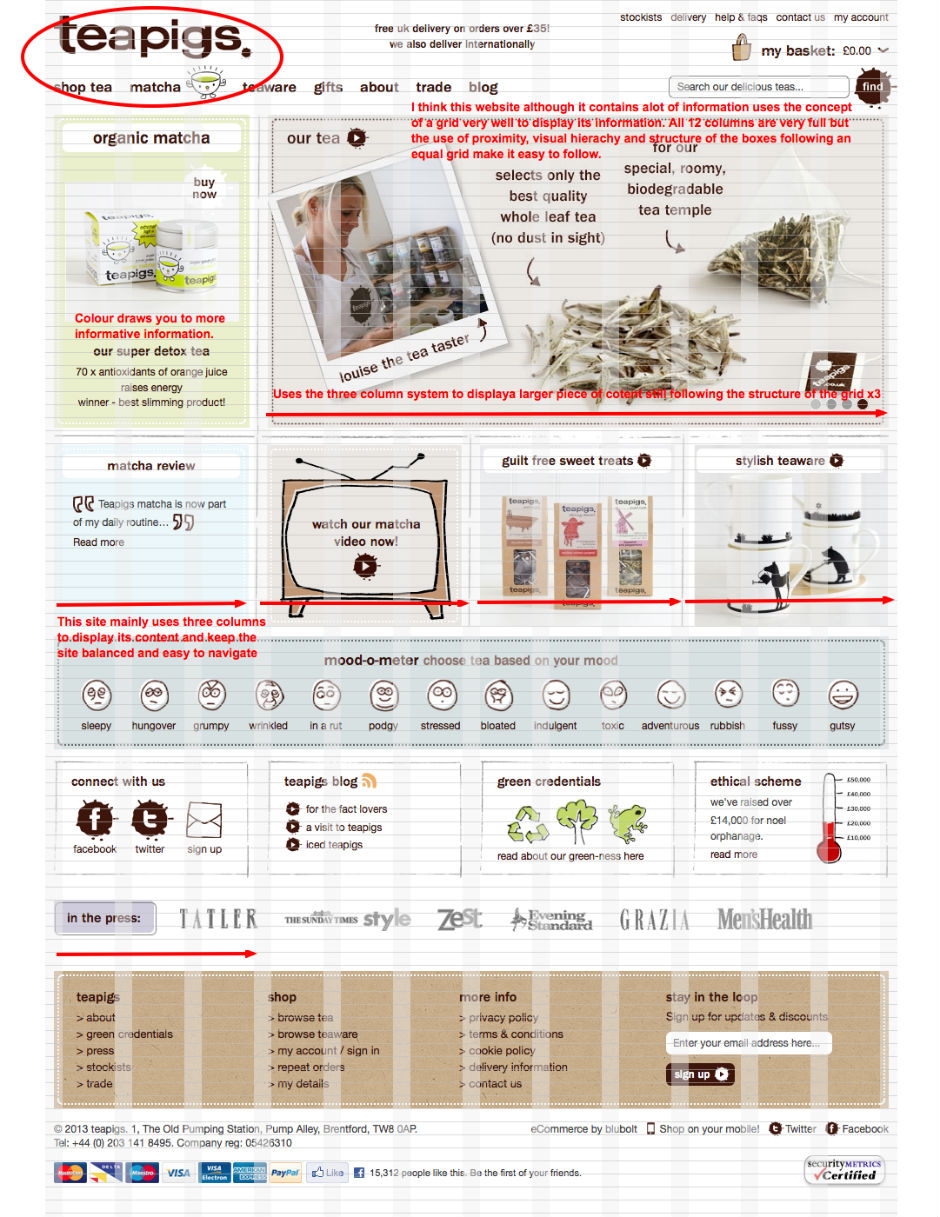 teapigs.
free uk delivery on orders over £35!
we also deliver internationally
stockists delivery help & faqs contact us my account
my basket: £0.00
shop tea matcha teaware gifts about trade blog
Search our delicious teas...
find
I think this website although it contains alot of information uses the concept
of a grid very well to display its information. All 12 columns are very full but
the use of proximity, visual hierachy and structure of the boxes following an
equal grid make it easy to follow.
organic matcha
buy
now
teapigs.
teapigs.
Colour draws you to more
informative information.
our super detox tea
70 x antioxidants of orange juice
raises energy
winner - best slimming product!
our tea
louise the tea taster
selects only the
best quality
whole leaf tea
(no dust in sight)
for our
special, roomy,
biodegradable
tea temple
teapigs.
Uses the three column system to displaya larger piece of cotent still following the structure of the grid x3
matcha review
Teapigs matcha is now part
of my daily routine...
Read more
watch our matcha
video now!
guilt free sweet treats
teapigs.
teapigs.
teapigs.
stylish teaware
This site mainly uses three columns
to display its content and keep the
site balanced and easy to navigate
mood-o-meter choose tea based on your mood
sleepy hungover grumpy wrinkled in a rut podgy stressed bloated indulgent toxic adventurous rubbish fussy gutsy
connect with us
facebook twitter sign up
teapigs blog
for the fact lovers
a visit to teapigs
iced teapigs
green credentials
read about our green-ness here
ethical scheme
we've raised over
£14,000 for noel
orphanage.
read more
£50,000
£40,000
£30,000
£20,000
£10,000
in the press:
TATLER
THE SUNDAY TIMES style
Zest
Evening
Standard
GRAZIA
Men'sHealth
teapigs
> about
> green credentials
> press
> stockists
> trade
shop
> browse tea
> browse teaware
> my account / sign in
> repeat orders
> my details
more info
> privacy policy
> terms & conditions
> cookie policy
> delivery information
> contact us
stay in the loop
Sign up for updates & discounts
Enter your email address here...
sign up
© 2013 teapigs. 1, The Old Pumping Station, Pump Alley, Brentford, TW8 0AP.
Tel: +44 (0) 203 141 8495. Company reg: 05426310
eCommerce by blubolt Shop on your mobile! Twitter Facebook
MasterCard DELTA Maestro VISA VISA Electron AMERICAN EXPRESS PayPal Like 15,312 people like this. Be the first of your friends.
securityMETRICS
Certified